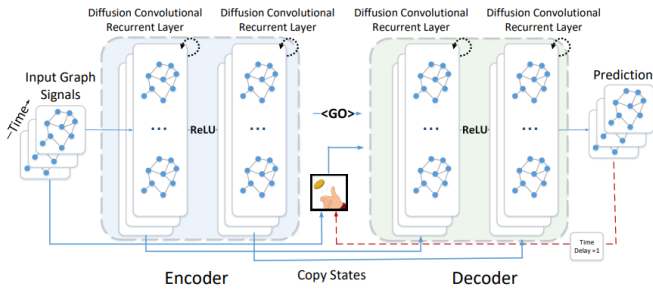 Diffusion Convolutional
Recurrent Layer
Diffusion Convolutional
Recurrent Layer
Diffusion Convolutional
Recurrent Layer
Diffusion Convolutional
Recurrent Layer
Input Graph
Signals
Time
Prediction
...
ReLU
...
<GO>
...
ReLU
...
Time
Delay =1
Encoder
Copy States
Decoder